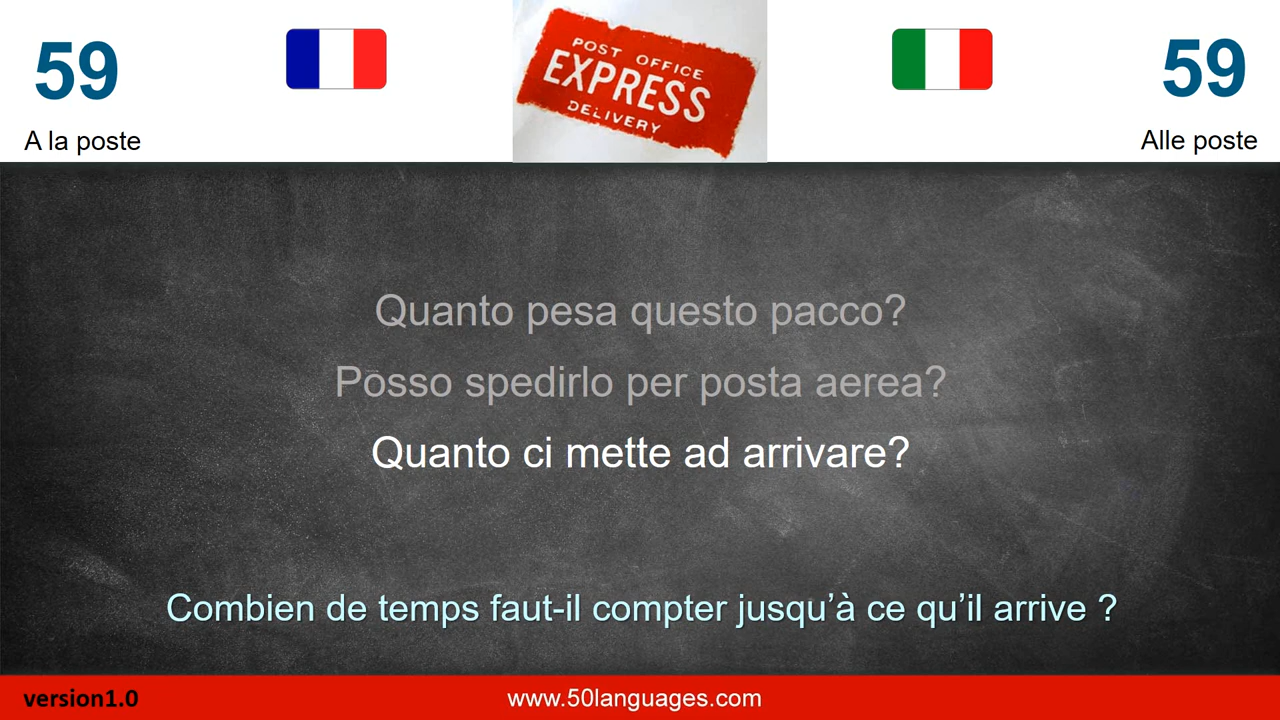 59
A la poste
POST OFFICE
EXPRESS
DELIVERY
59
Alle poste
Quanto pesa questo pacco?
Posso spedirlo per posta aerea?
Quanto ci mette ad arrivare?
Combien de temps faut-il compter jusqu’à ce qu’il arrive ?
version1.0
www.50languages.com